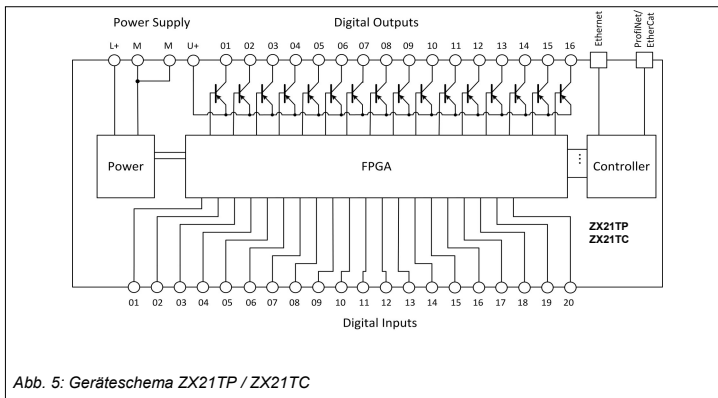 Power Supply
Digital Outputs
Ethernet
ProfiNet/
EtherCat
L+ M M U+ 01 02 03 04 05 06 07 08 09 10 11 12 13 14 15 16
Power
FPGA
Controller
ZX21TP
ZX21TC
01 02 03 04 05 06 07 08 09 10 11 12 13 14 15 16 17 18 19 20
Digital Inputs
Abb. 5: Geräteschema ZX21TP / ZX21TC